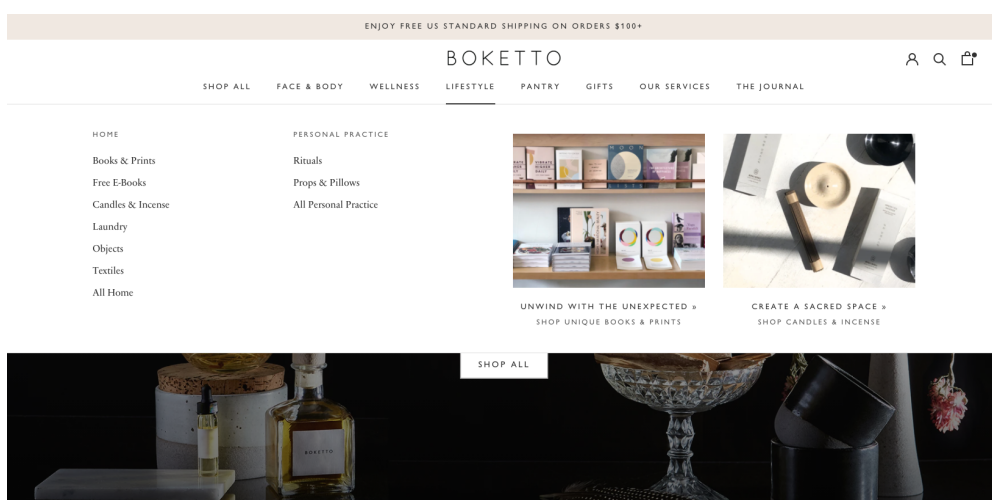 ENJOY FREE US STANDARD SHIPPING ON ORDERS $100+
BOKETTO
SHOP ALL FACE & BODY WELLNESS LIFESTYLE PANTRY GIFTS OUR SERVICES THE JOURNAL
HOME
Books & Prints
Free E-Books
Candles & Incense
Laundry
Objects
Textiles
All Home
PERSONAL PRACTICE
Rituals
Props & Pillows
All Personal Practice
MOON
UNWIND WITH THE UNEXPECTED »
SHOP UNIQUE BOOKS & PRINTS
CREATE A SACRED SPACE »
SHOP CANDLES & INCENSE
SHOP ALL
BOKETTO